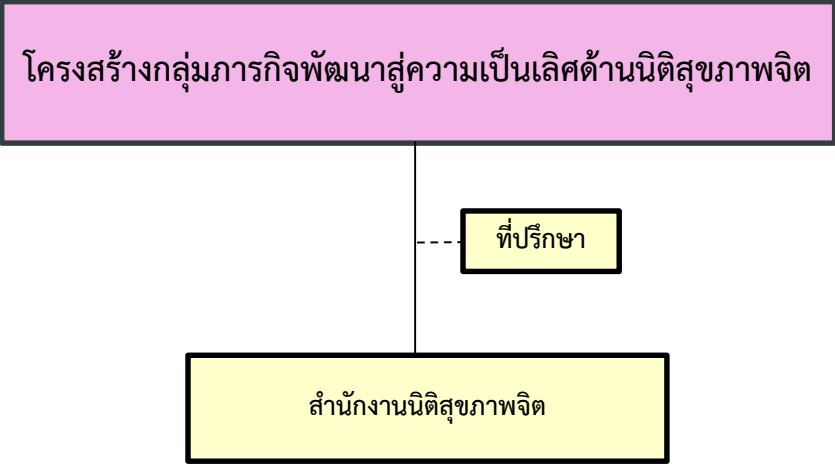 โครงสร้างกลุ่มภารกิจพัฒนาสู่ความเป็นเลิศด้านนิติสุขภาพจิต
ที่ปรึกษา
สำนักงานนิติสุขภาพจิต